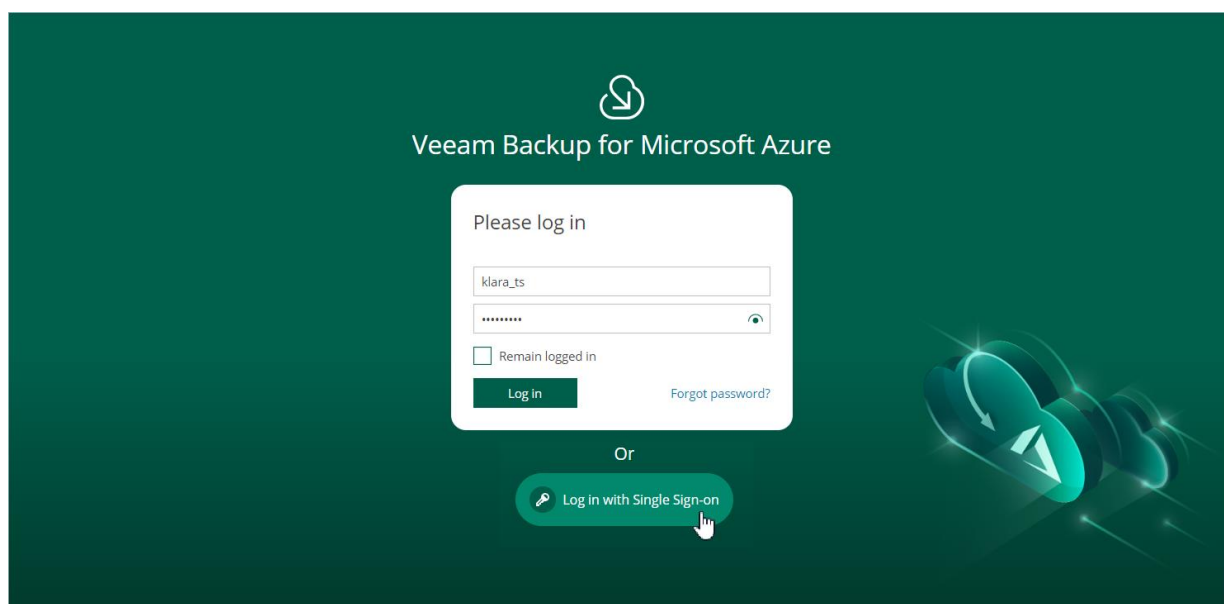 Veeam Backup for Microsoft Azure
Please log in
klara_ts
•••••••••
Remain logged in
Log in
Forgot password?
Or
Log in with Single Sign-on